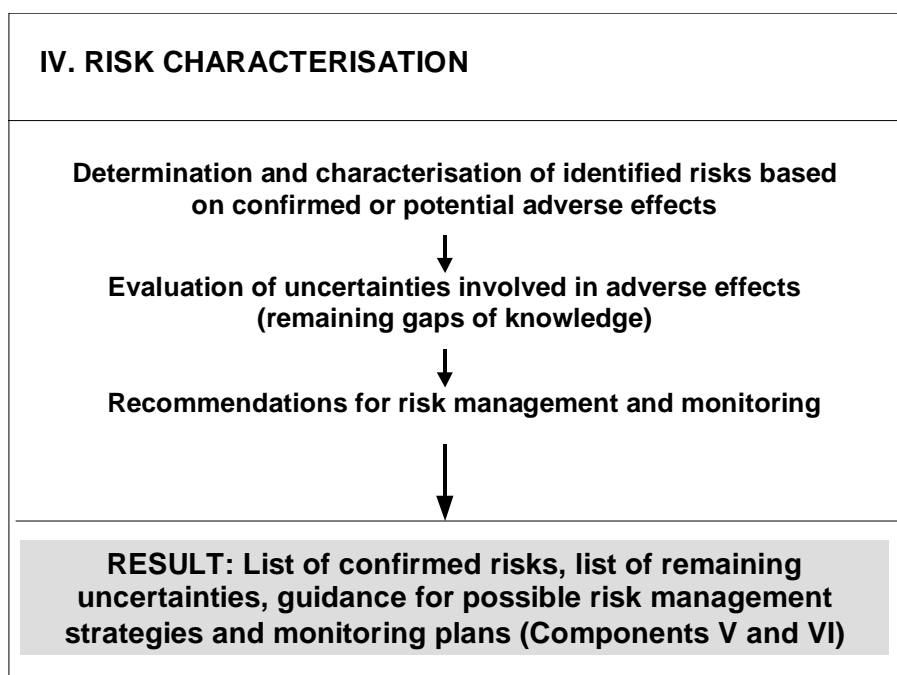 IV. RISK CHARACTERISATION
Determination and characterisation of identified risks based
on confirmed or potential adverse effects
Evaluation of uncertainties involved in adverse effects
(remaining gaps of knowledge)
Recommendations for risk management and monitoring
RESULT: List of confirmed risks, list of remaining
uncertainties, guidance for possible risk management
strategies and monitoring plans (Components V and VI)